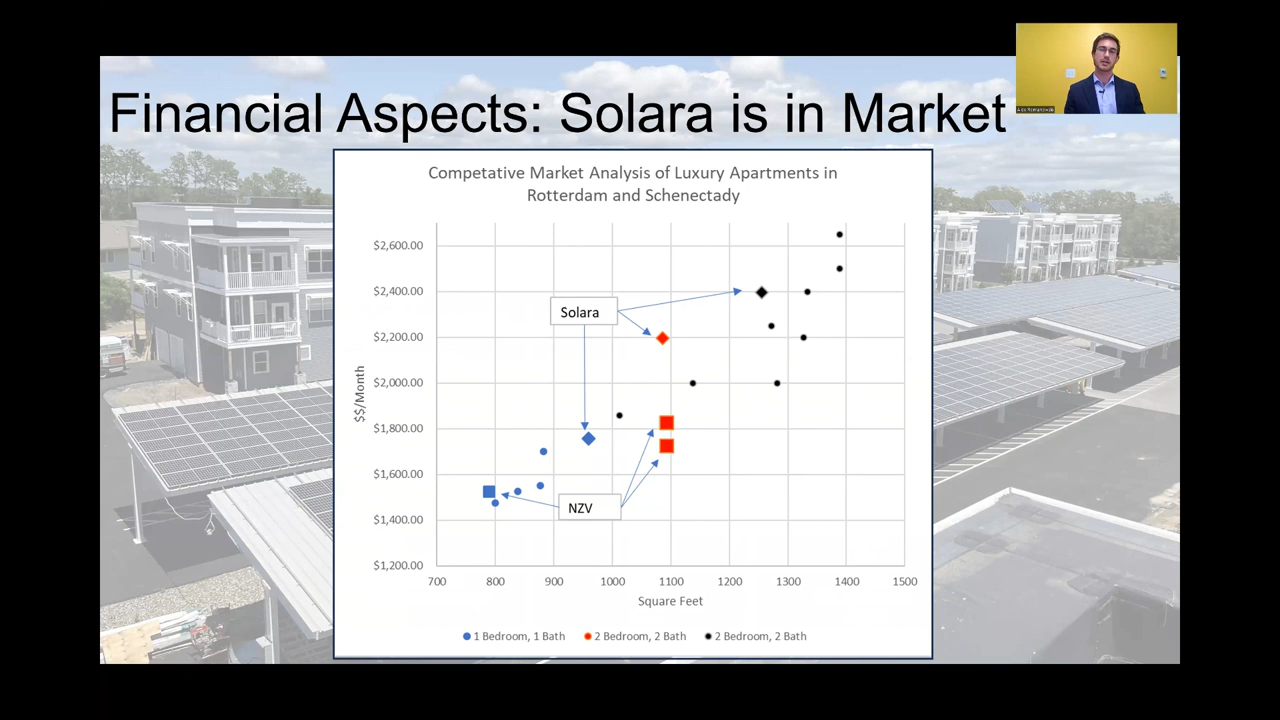 Financial Aspects: Solara is in Market
Competative Market Analysis of Luxury Apartments in
Rotterdam and Schenectady
$2,600.00
$2,400.00
$2,200.00
$2,000.00
$1,800.00
$1,600.00
$1,400.00
$1,200.00
$$/Month
Solara
NZV
700 800 900 1000 1100 1200 1300 1400 1500
Square Feet
1 Bedroom, 1 Bath 2 Bedroom, 2 Bath 2 Bedroom, 2 Bath